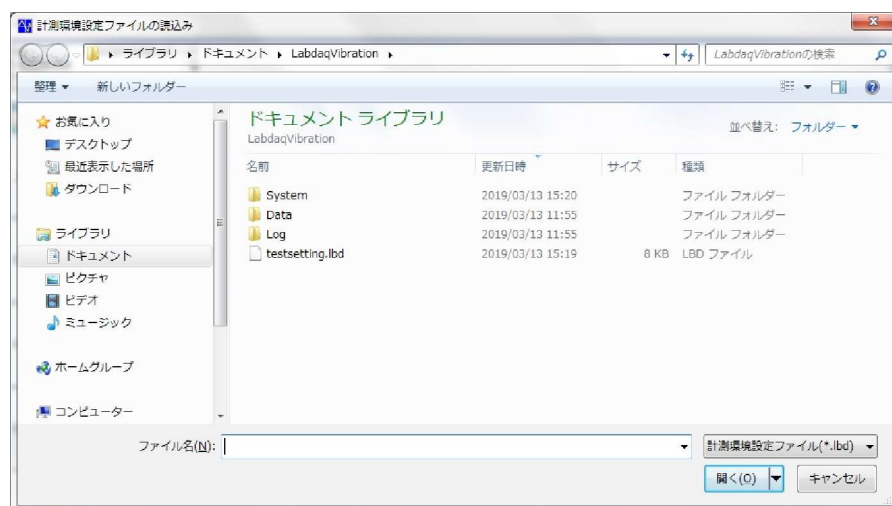 計測環境設定ファイルの読込み
ライブラリ ドキュメント LabdaqVibration
LabdaqVibrationの検索
整理 新しいフォルダー
お気に入り
デスクトップ
最近表示した場所
ダウンロード
ライブラリ
ドキュメント
ピクチャ
ビデオ
ミュージック
ホームグループ
コンピューター
ドキュメント ライブラリ
LabdaqVibration
並べ替え: フォルダー
名前 更新日時 サイズ 種類
System 2019/03/13 15:20 ファイル フォルダー
Data 2019/03/13 11:55 ファイル フォルダー
Log 2019/03/13 11:55 ファイル フォルダー
testsetting.lbd 2019/03/13 15:19 8 KB LBD ファイル
ファイル名(N): 計測環境設定ファイル(*.lbd)
開く(O) キャンセル